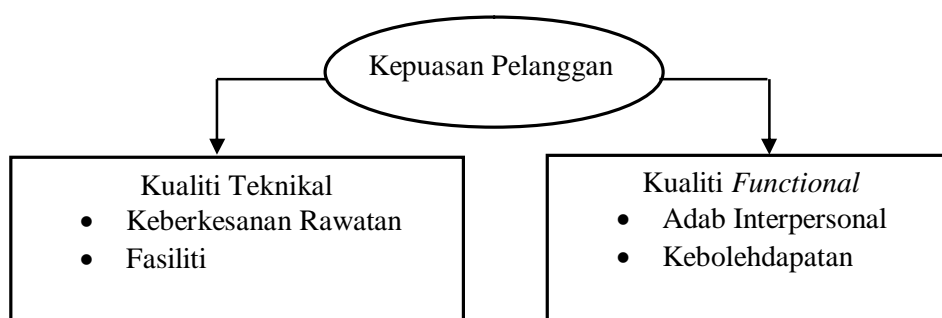 Kepuasan Pelanggan
Kualiti Teknikal
• Keberkesanan Rawatan
• Fasiliti
Kualiti Functional
• Adab Interpersonal
• Kebolehdapatan